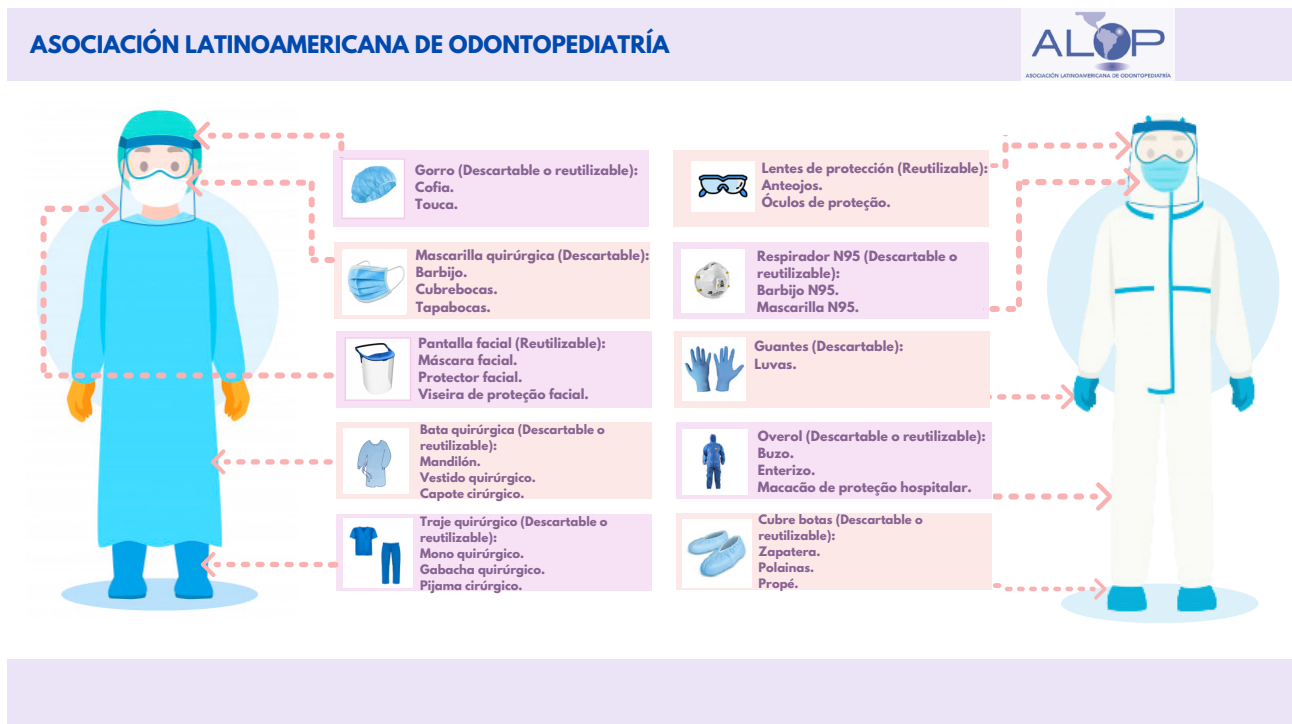 ASOCIACIÓN LATINOAMERICANA DE ODONTOPEDIATRÍA
ALOP
ASOCIACIÓN LATINOAMERICANA DE ODONTOPEDIATRÍA
Gorro (Descartable o reutilizable):
Cofia.
Touca.
Mascarilla quirúrgica (Descartable):
Barbijo.
Cubrebocas.
Tapabocas.
Pantalla facial (Reutilizable):
Máscara facial.
Protector facial.
Viseira de proteção facial.
Bata quirúrgica (Descartable o
reutilizable):
Mandilón.
Vestido quirúrgico.
Capote cirúrgico.
Traje quirúrgico (Descartable o
reutilizable):
Mono quirúrgico.
Gabacha quirúrgico.
Pijama cirúrgico.
Lentes de protección (Reutilizable):
Anteojos.
Óculos de proteção.
Respirador N95 (Descartable o
reutilizable):
Barbijo N95.
Mascarilla N95.
Guantes (Descartable):
Luvas.
Overol (Descartable o reutilizable):
Buzo.
Enterizo.
Macacão de proteção hospitalar.
Cubre botas (Descartable o
reutilizable):
Zapatera.
Polainas.
Propé.